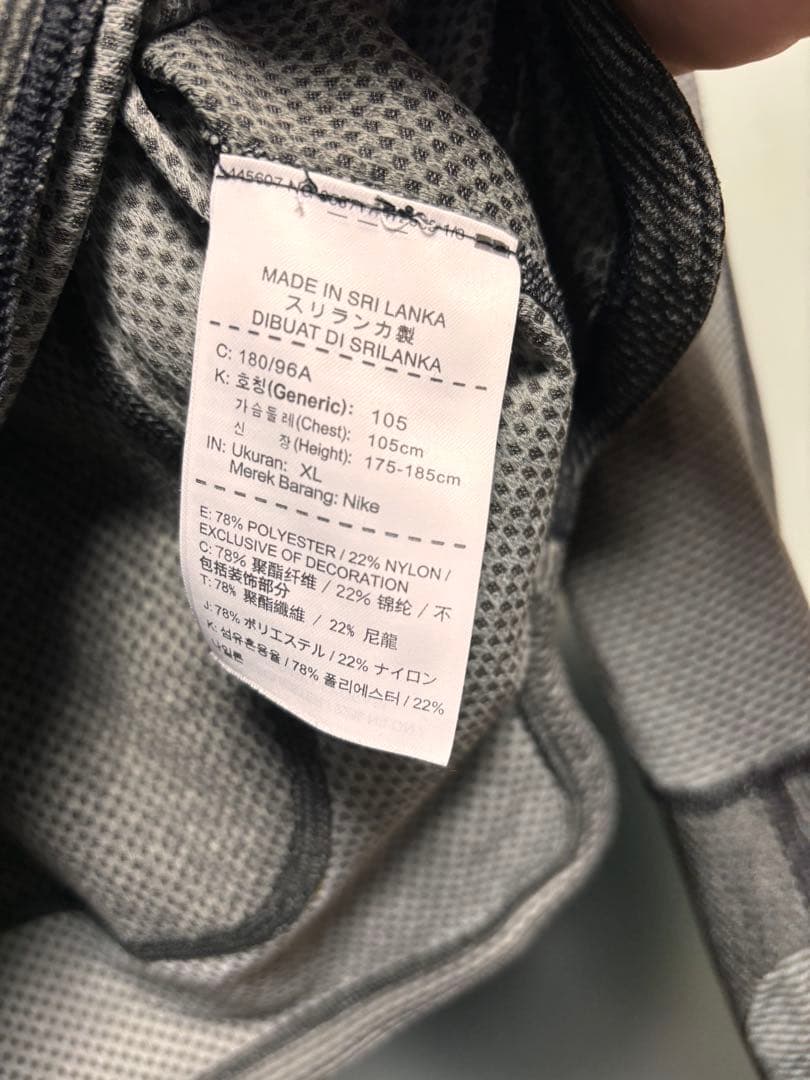 MADE IN SRI LANKA
スリランカ製
DIBUAT DI SRILANKA
C: 180/96A
K: 호칭(Generic): 105
가슴둘레(Chest): 105cm
신 장(Height): 175-185cm
IN: Ukuran: XL
Merek Barang: Nike
E: 78% POLYESTER / 22% NYLON /
EXCLUSIVE OF DECORATION
C: 78% 聚酯纤维 / 22% 锦纶 / 不
包括装饰部分
T: 78% 聚酯纖維 / 22% 尼龍
J: 78% ポリエステル / 22% ナイロン
K: 섬유혼용율 / 78% 폴리에스터 / 22%
나일론